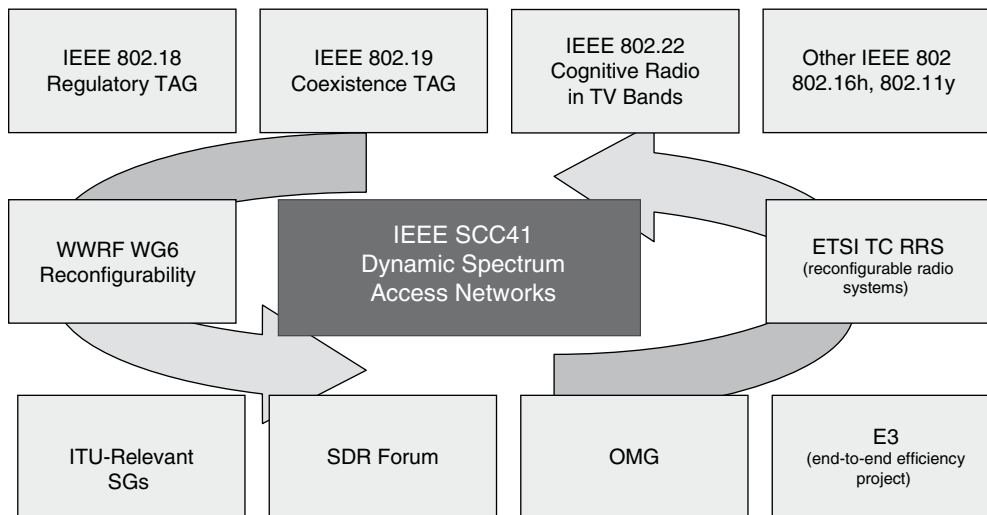 IEEE 802.18
Regulatory TAG
IEEE 802.19
Coexistence TAG
IEEE 802.22
Cognitive Radio
in TV Bands
Other IEEE 802
802.16h, 802.11y
WWRF WG6
Reconfigurability
IEEE SCC41
Dynamic Spectrum
Access Networks
ETSI TC RRS
(reconfigurable radio
systems)
ITU-Relevant
SGs
SDR Forum
OMG
E3
(end-to-end efficiency
project)